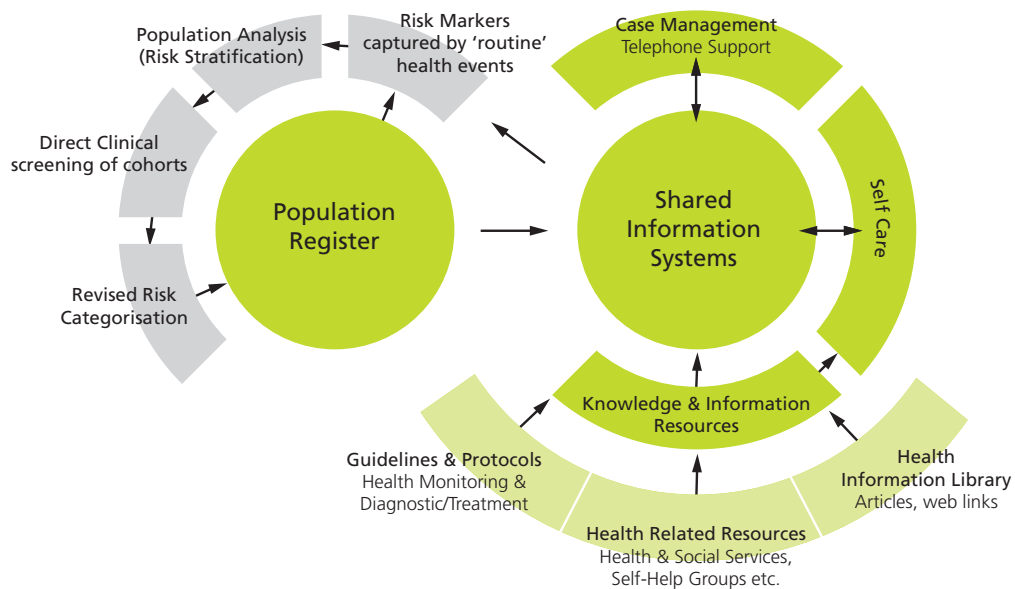 Population Analysis
(Risk Stratification)
Risk Markers
captured by ‘routine’
health events
Direct Clinical
screening of cohorts
Revised Risk
Categorisation
Population
Register
Case Management
Telephone Support
Shared
Information
Systems
Self Care
Knowledge & Information
Resources
Guidelines & Protocols
Health Monitoring &
Diagnostic/Treatment
Health Related Resources
Health & Social Services,
Self-Help Groups etc.
Health
Information Library
Articles, web links